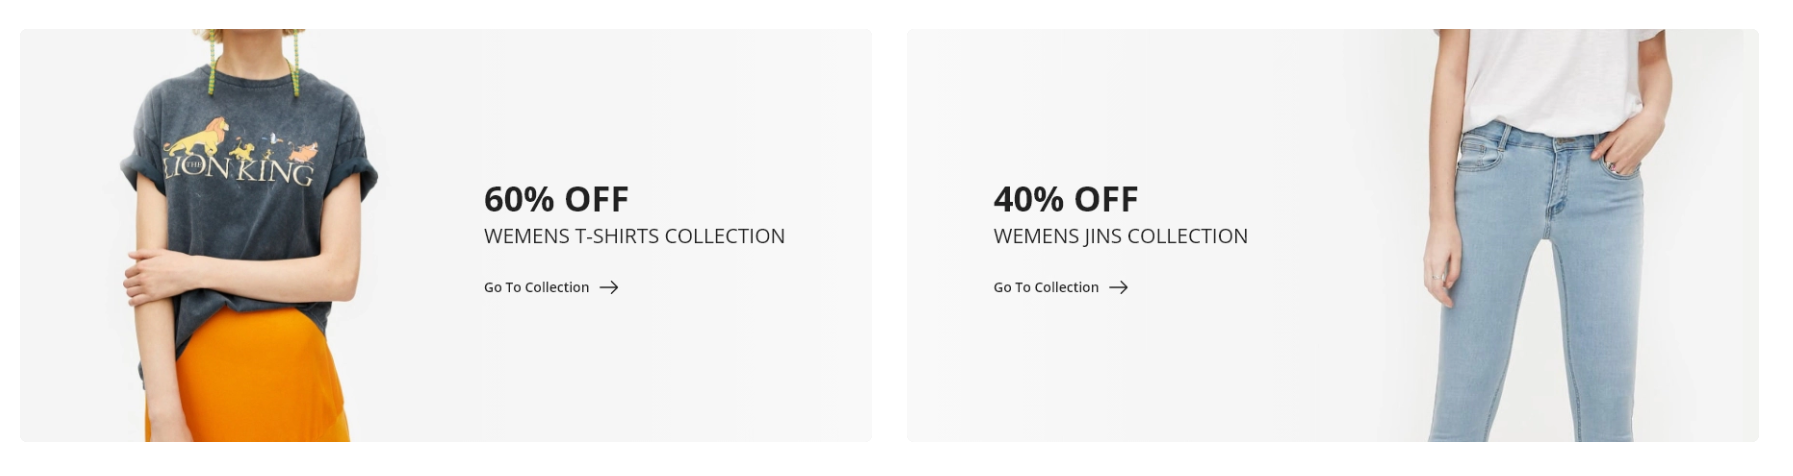 THE
LION KING
60% OFF
WEMENS T-SHIRTS COLLECTION
Go To Collection
40% OFF
WEMENS JINS COLLECTION
Go To Collection